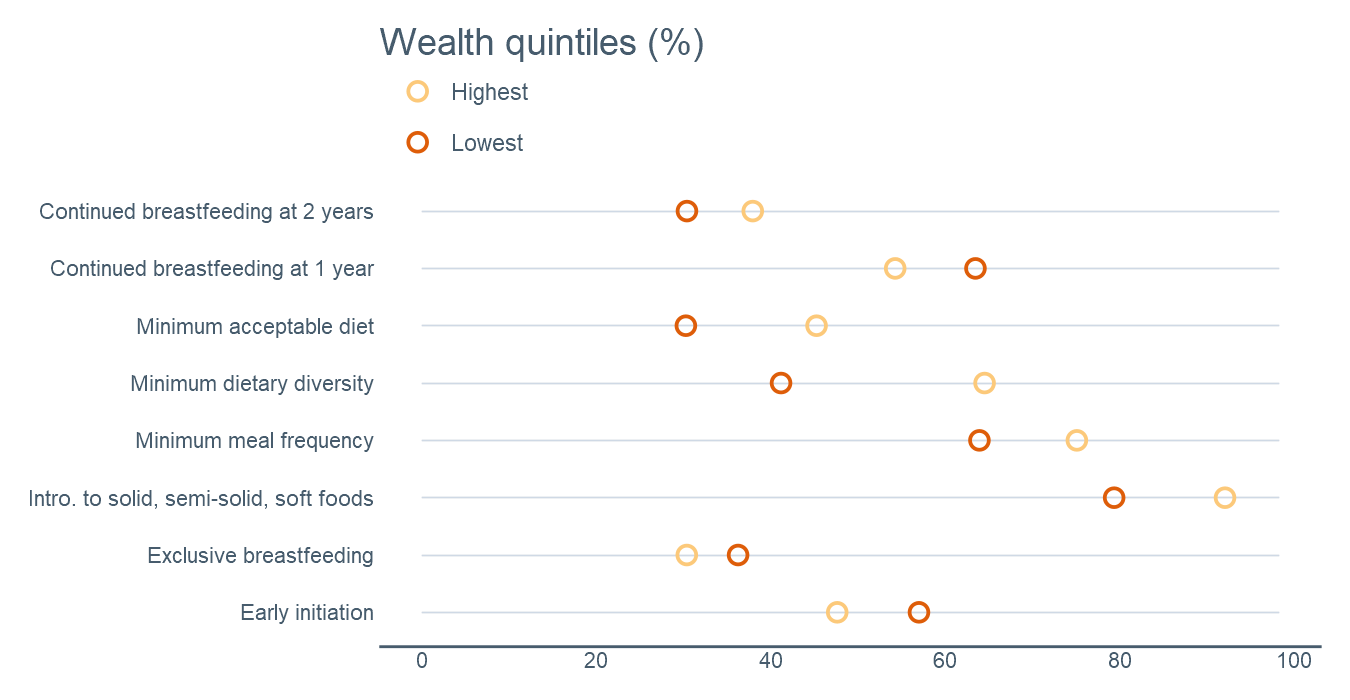 Wealth quintiles (%)
Highest
Lowest
Continued breastfeeding at 2 years
Continued breastfeeding at 1 year
Minimum acceptable diet
Minimum dietary diversity
Minimum meal frequency
Intro. to solid, semi-solid, soft foods
Exclusive breastfeeding
Early initiation
0 20 40 60 80 100